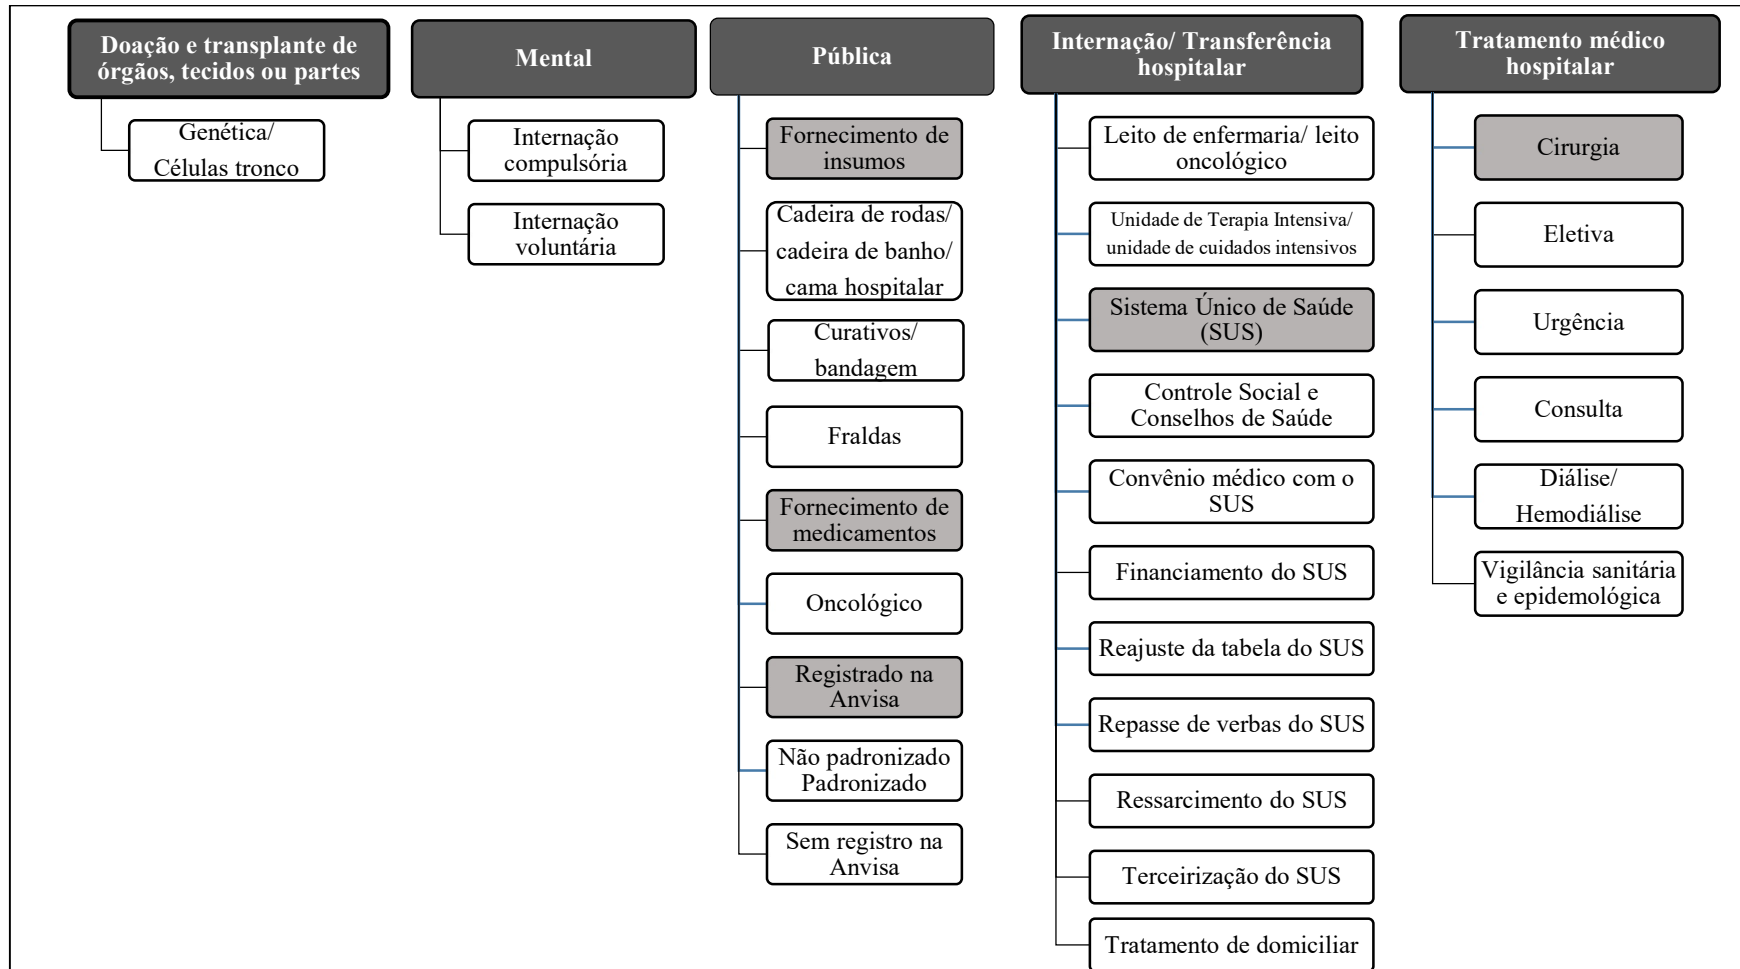 Doação e transplante de
órgãos, tecidos ou partes
Genética/
Células tronco
Mental
Internação
compulsória
Internação
voluntária
Pública
Fornecimento de
insumos
Cadeira de rodas/
cadeira de banho/
cama hospitalar
Curativos/
bandagem
Fraldas
Fornecimento de
medicamentos
Oncológico
Registrado na
Anvisa
Não padronizado
Padronizado
Sem registro na
Anvisa
Internação/ Transferência
hospitalar
Leito de enfermaria/ leito
oncológico
Unidade de Terapia Intensiva/
unidade de cuidados intensivos
Sistema Único de Saúde
(SUS)
Controle Social e
Conselhos de Saúde
Convênio médico com o
SUS
Financiamento do SUS
Reajuste da tabela do SUS
Repasse de verbas do SUS
Ressarcimento do SUS
Terceirização do SUS
Tratamento de domiciliar
Tratamento médico
hospitalar
Cirurgia
Eletiva
Urgência
Consulta
Diálise/
Hemodiálise
Vigilância sanitária
e epidemológica